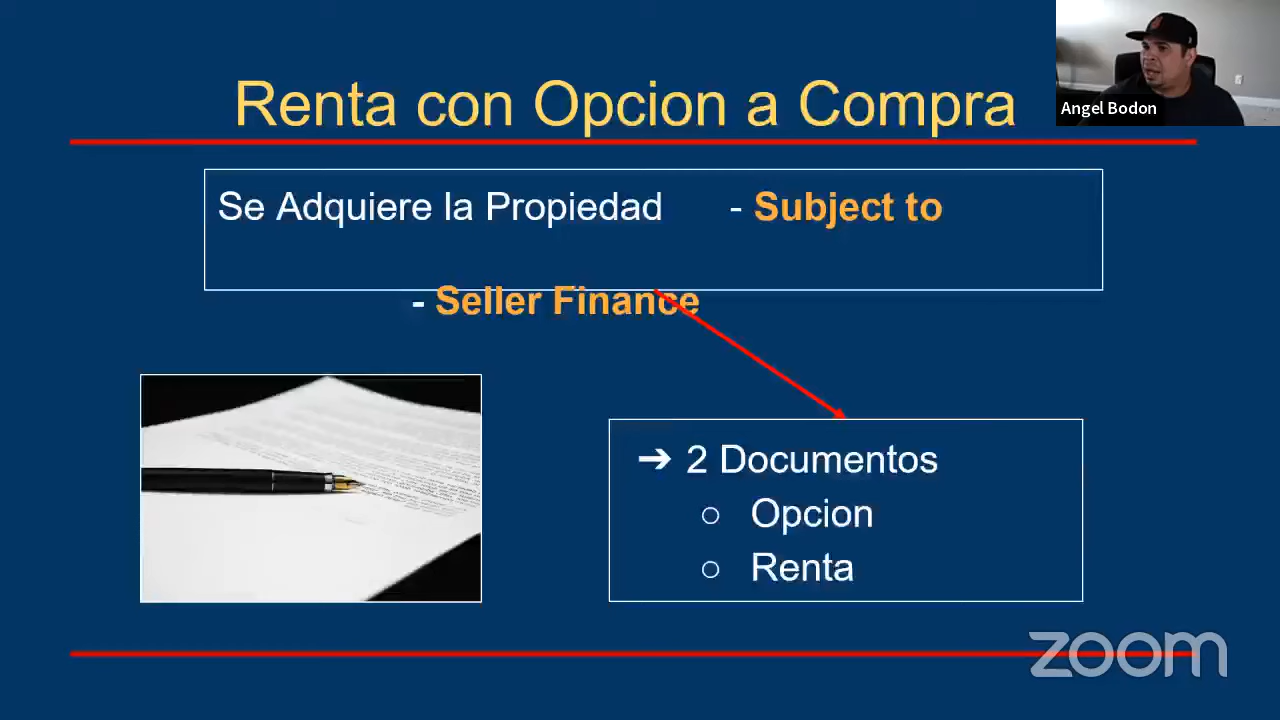 Renta con Opcion a Compra
Angel Bodon
Se Adquiere la Propiedad - Subject to
- Seller Finance
➔ 2 Documentos
○ Opcion
○ Renta
zoom